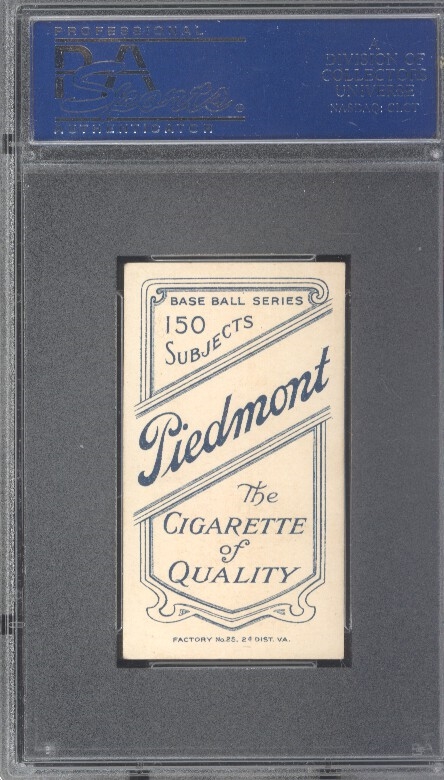 PROFESSIONAL
PSA
Sports
AUTHENTICATOR
A
DIVISION OF
COLLECTORS
UNIVERSE
NASDAQ: CLCT
BASE BALL SERIES
150
SUBJECTS
Piedmont
The
CIGARETTE
of
QUALITY
FACTORY No. 25, 2d DIST. VA.